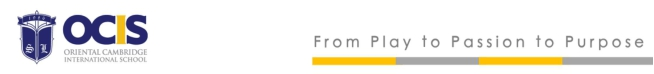 OCIS
ORIENTAL CAMBRIDGE
INTERNATIONAL SCHOOL
S L
From Play to Passion to Purpose